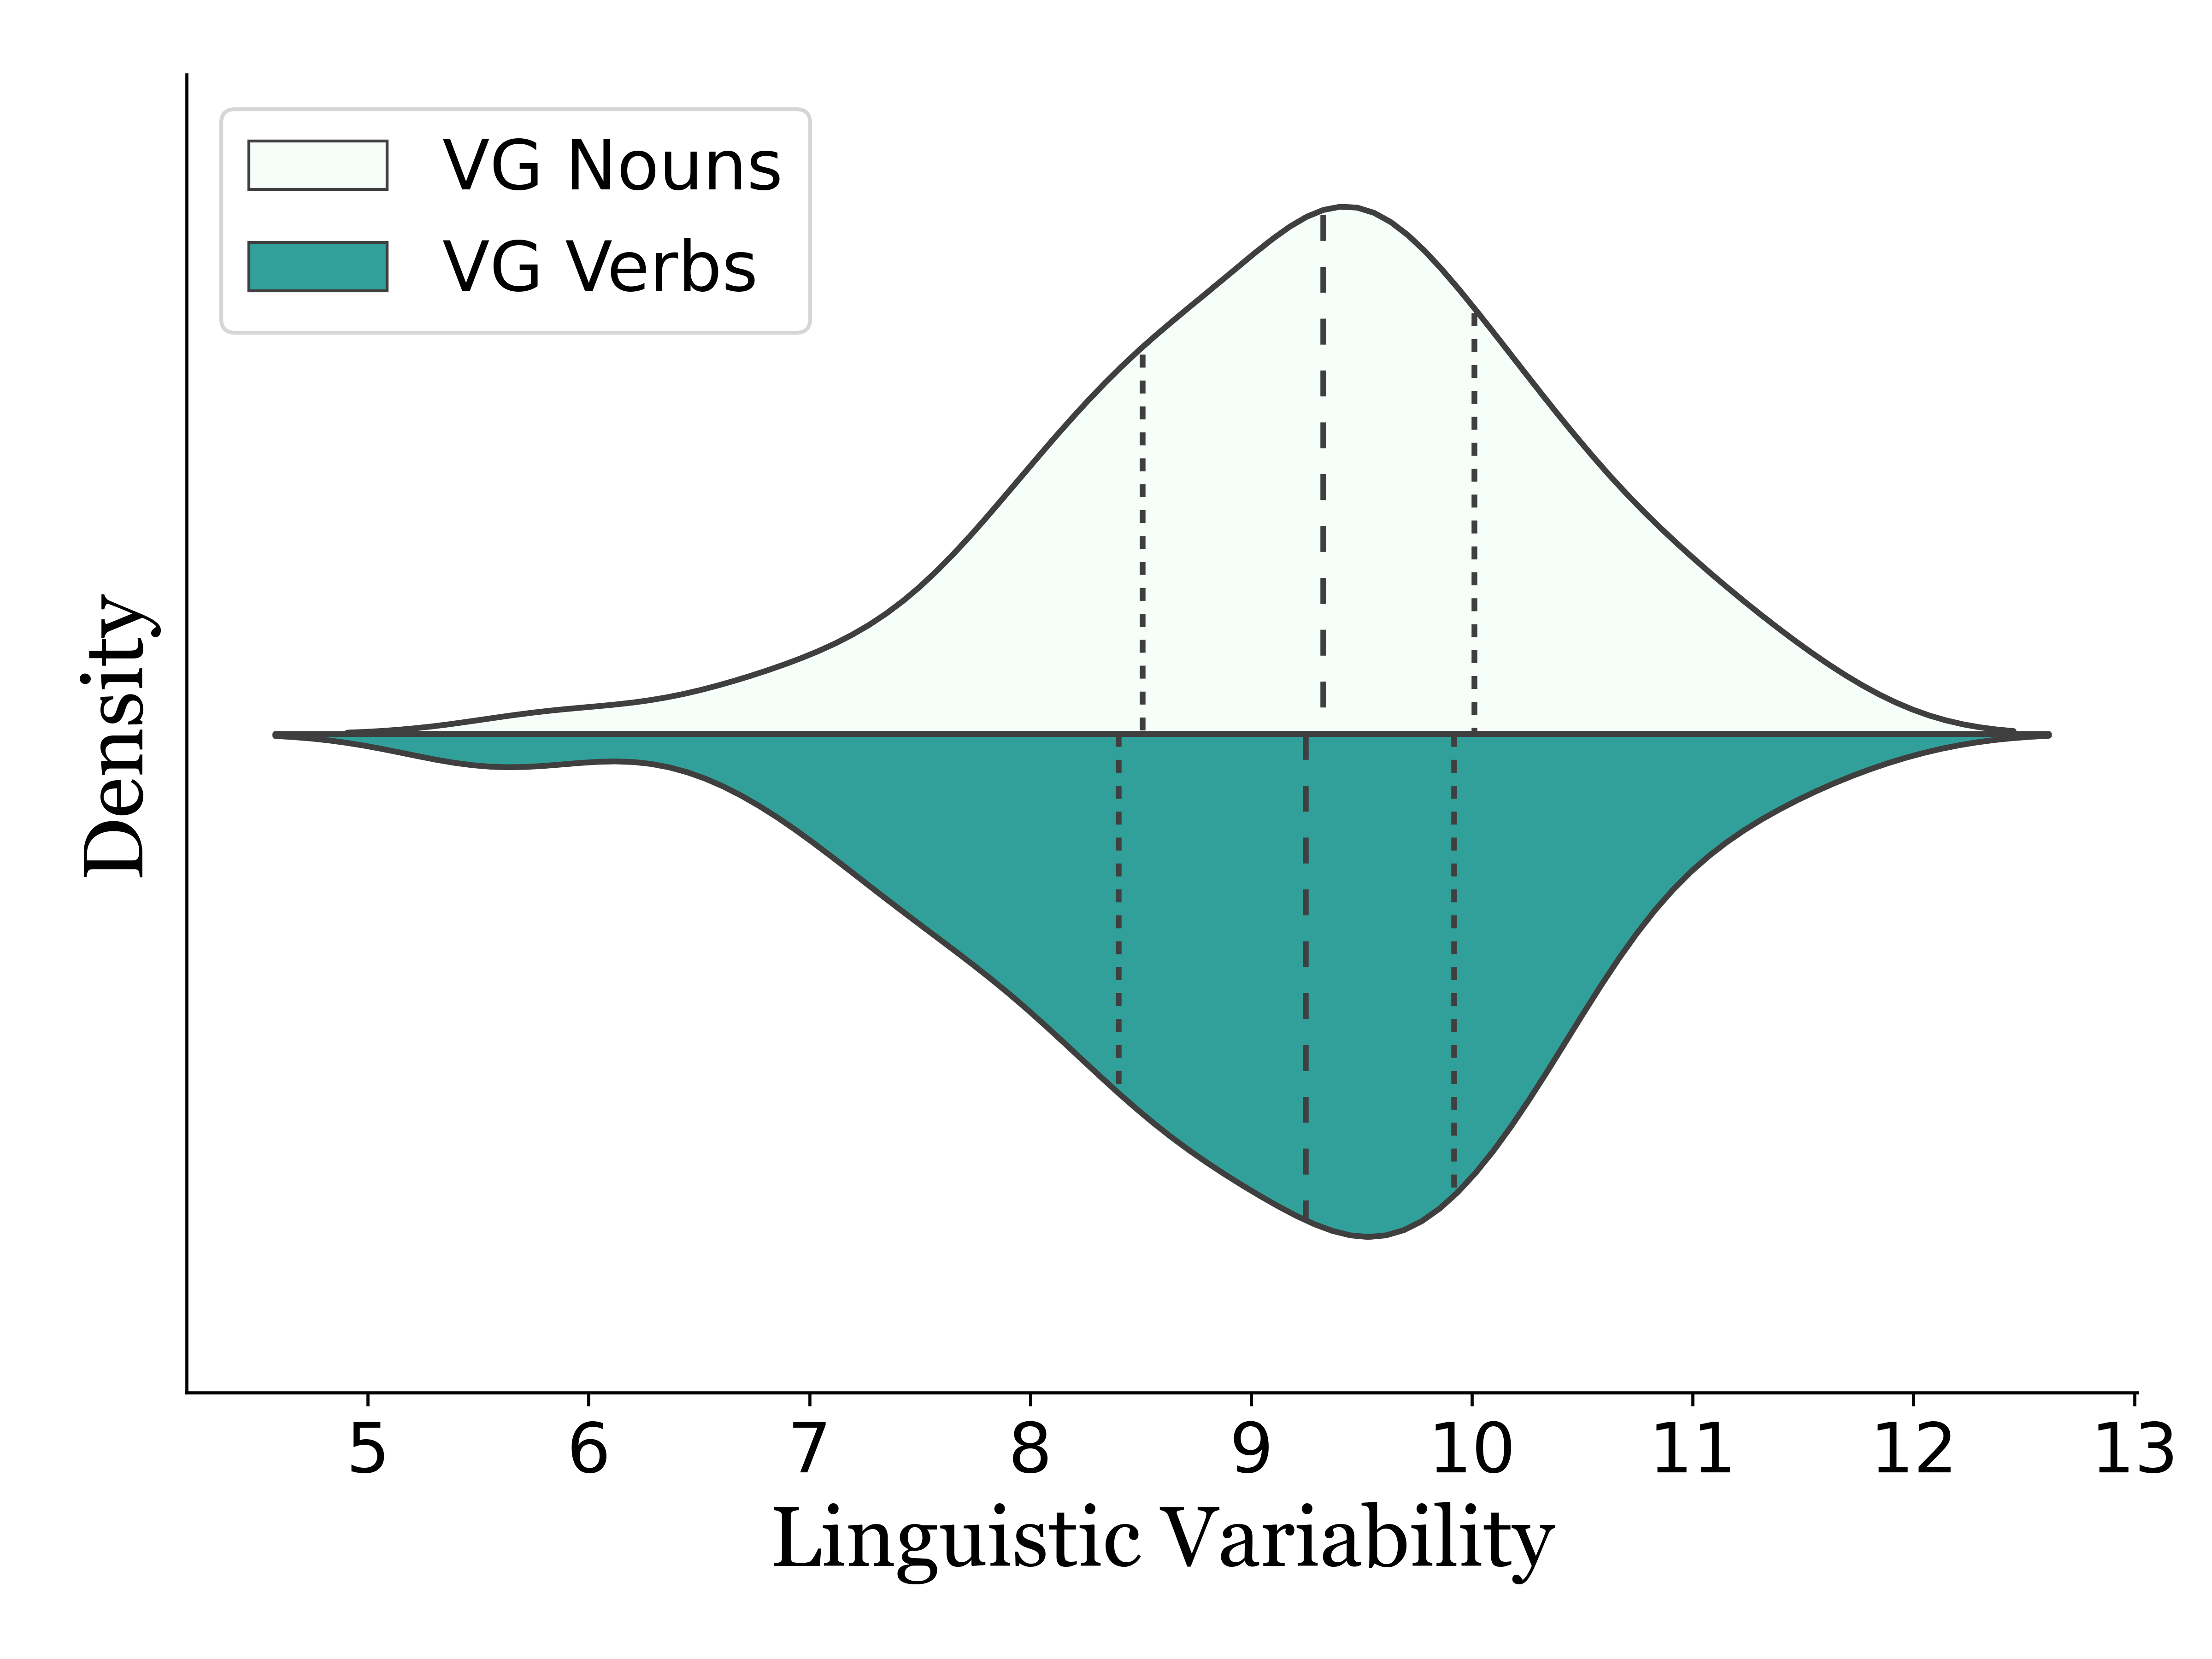 VG Nouns
VG Verbs
Density
5 6 7 8 9 10 11 12 13
Linguistic Variability